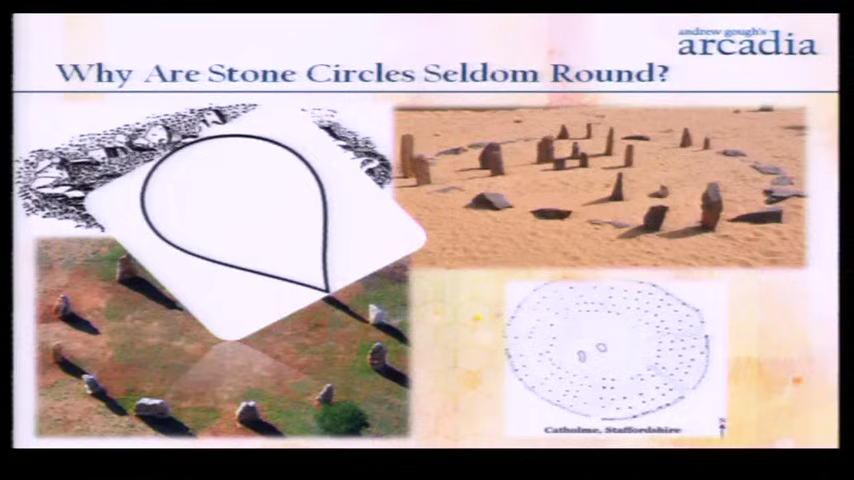 andrew gough's
arcadia
Why Are Stone Circles Seldom Round?
Catholme, Staffordshire
N